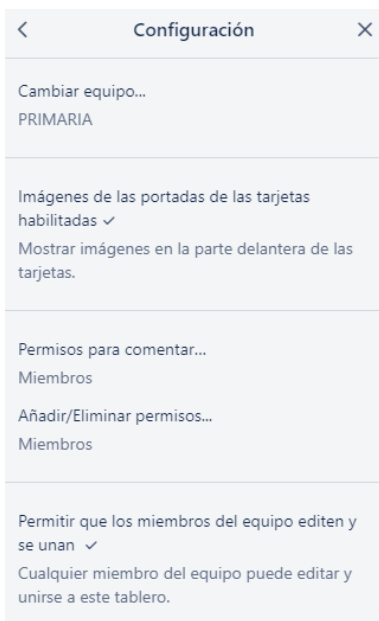 Configuración
Cambiar equipo...
PRIMARIA
Imágenes de las portadas de las tarjetas
habilitadas ✓
Mostrar imágenes en la parte delantera de las
tarjetas.
Permisos para comentar...
Miembros
Añadir/Eliminar permisos...
Miembros
Permitir que los miembros del equipo editen y
se unan ✓
Cualquier miembro del equipo puede editar y
unirse a este tablero.